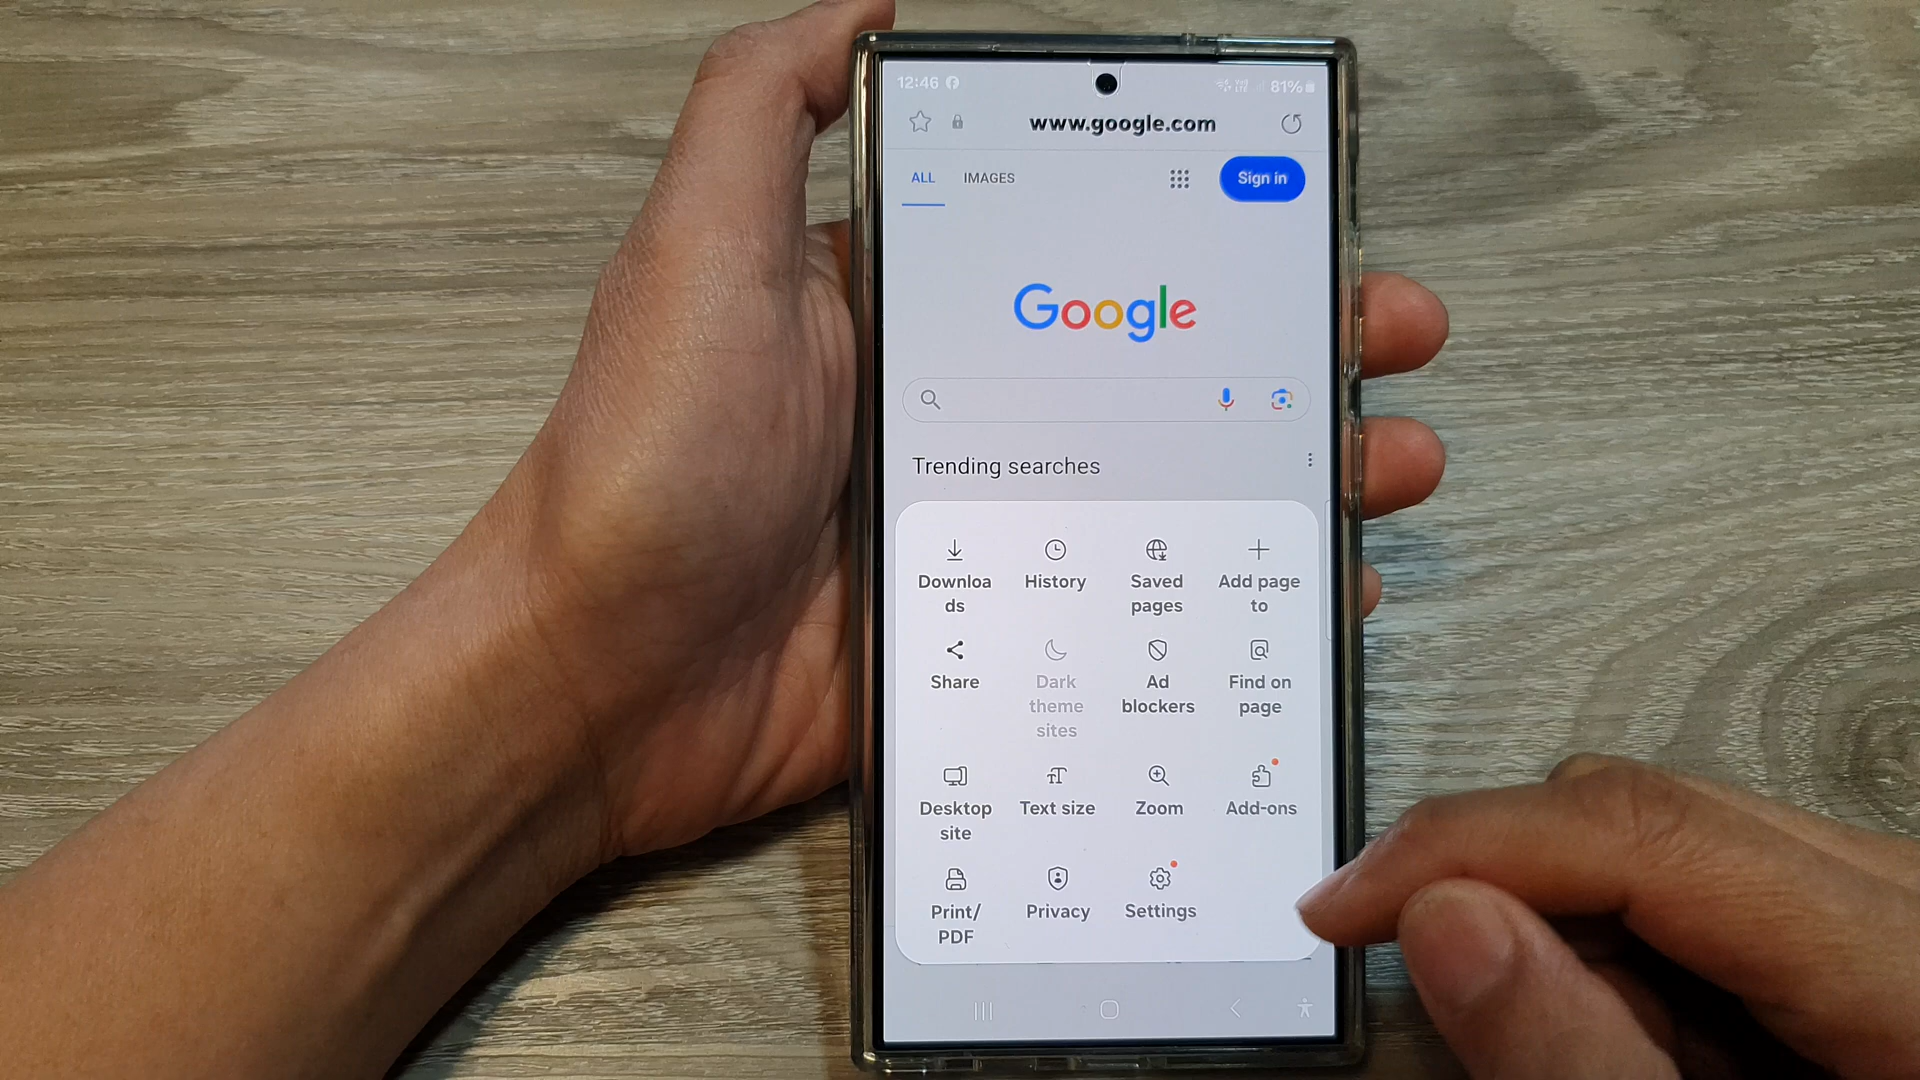 12:46
81%
www.google.com
ALL IMAGES
Sign in
Google
Trending searches
Downloa
ds
History
Saved
pages
Add page
to
Share
Dark
theme
sites
Ad
blockers
Find on
page
Desktop
site
Text size
Zoom
Add-ons
Print/
PDF
Privacy
Settings